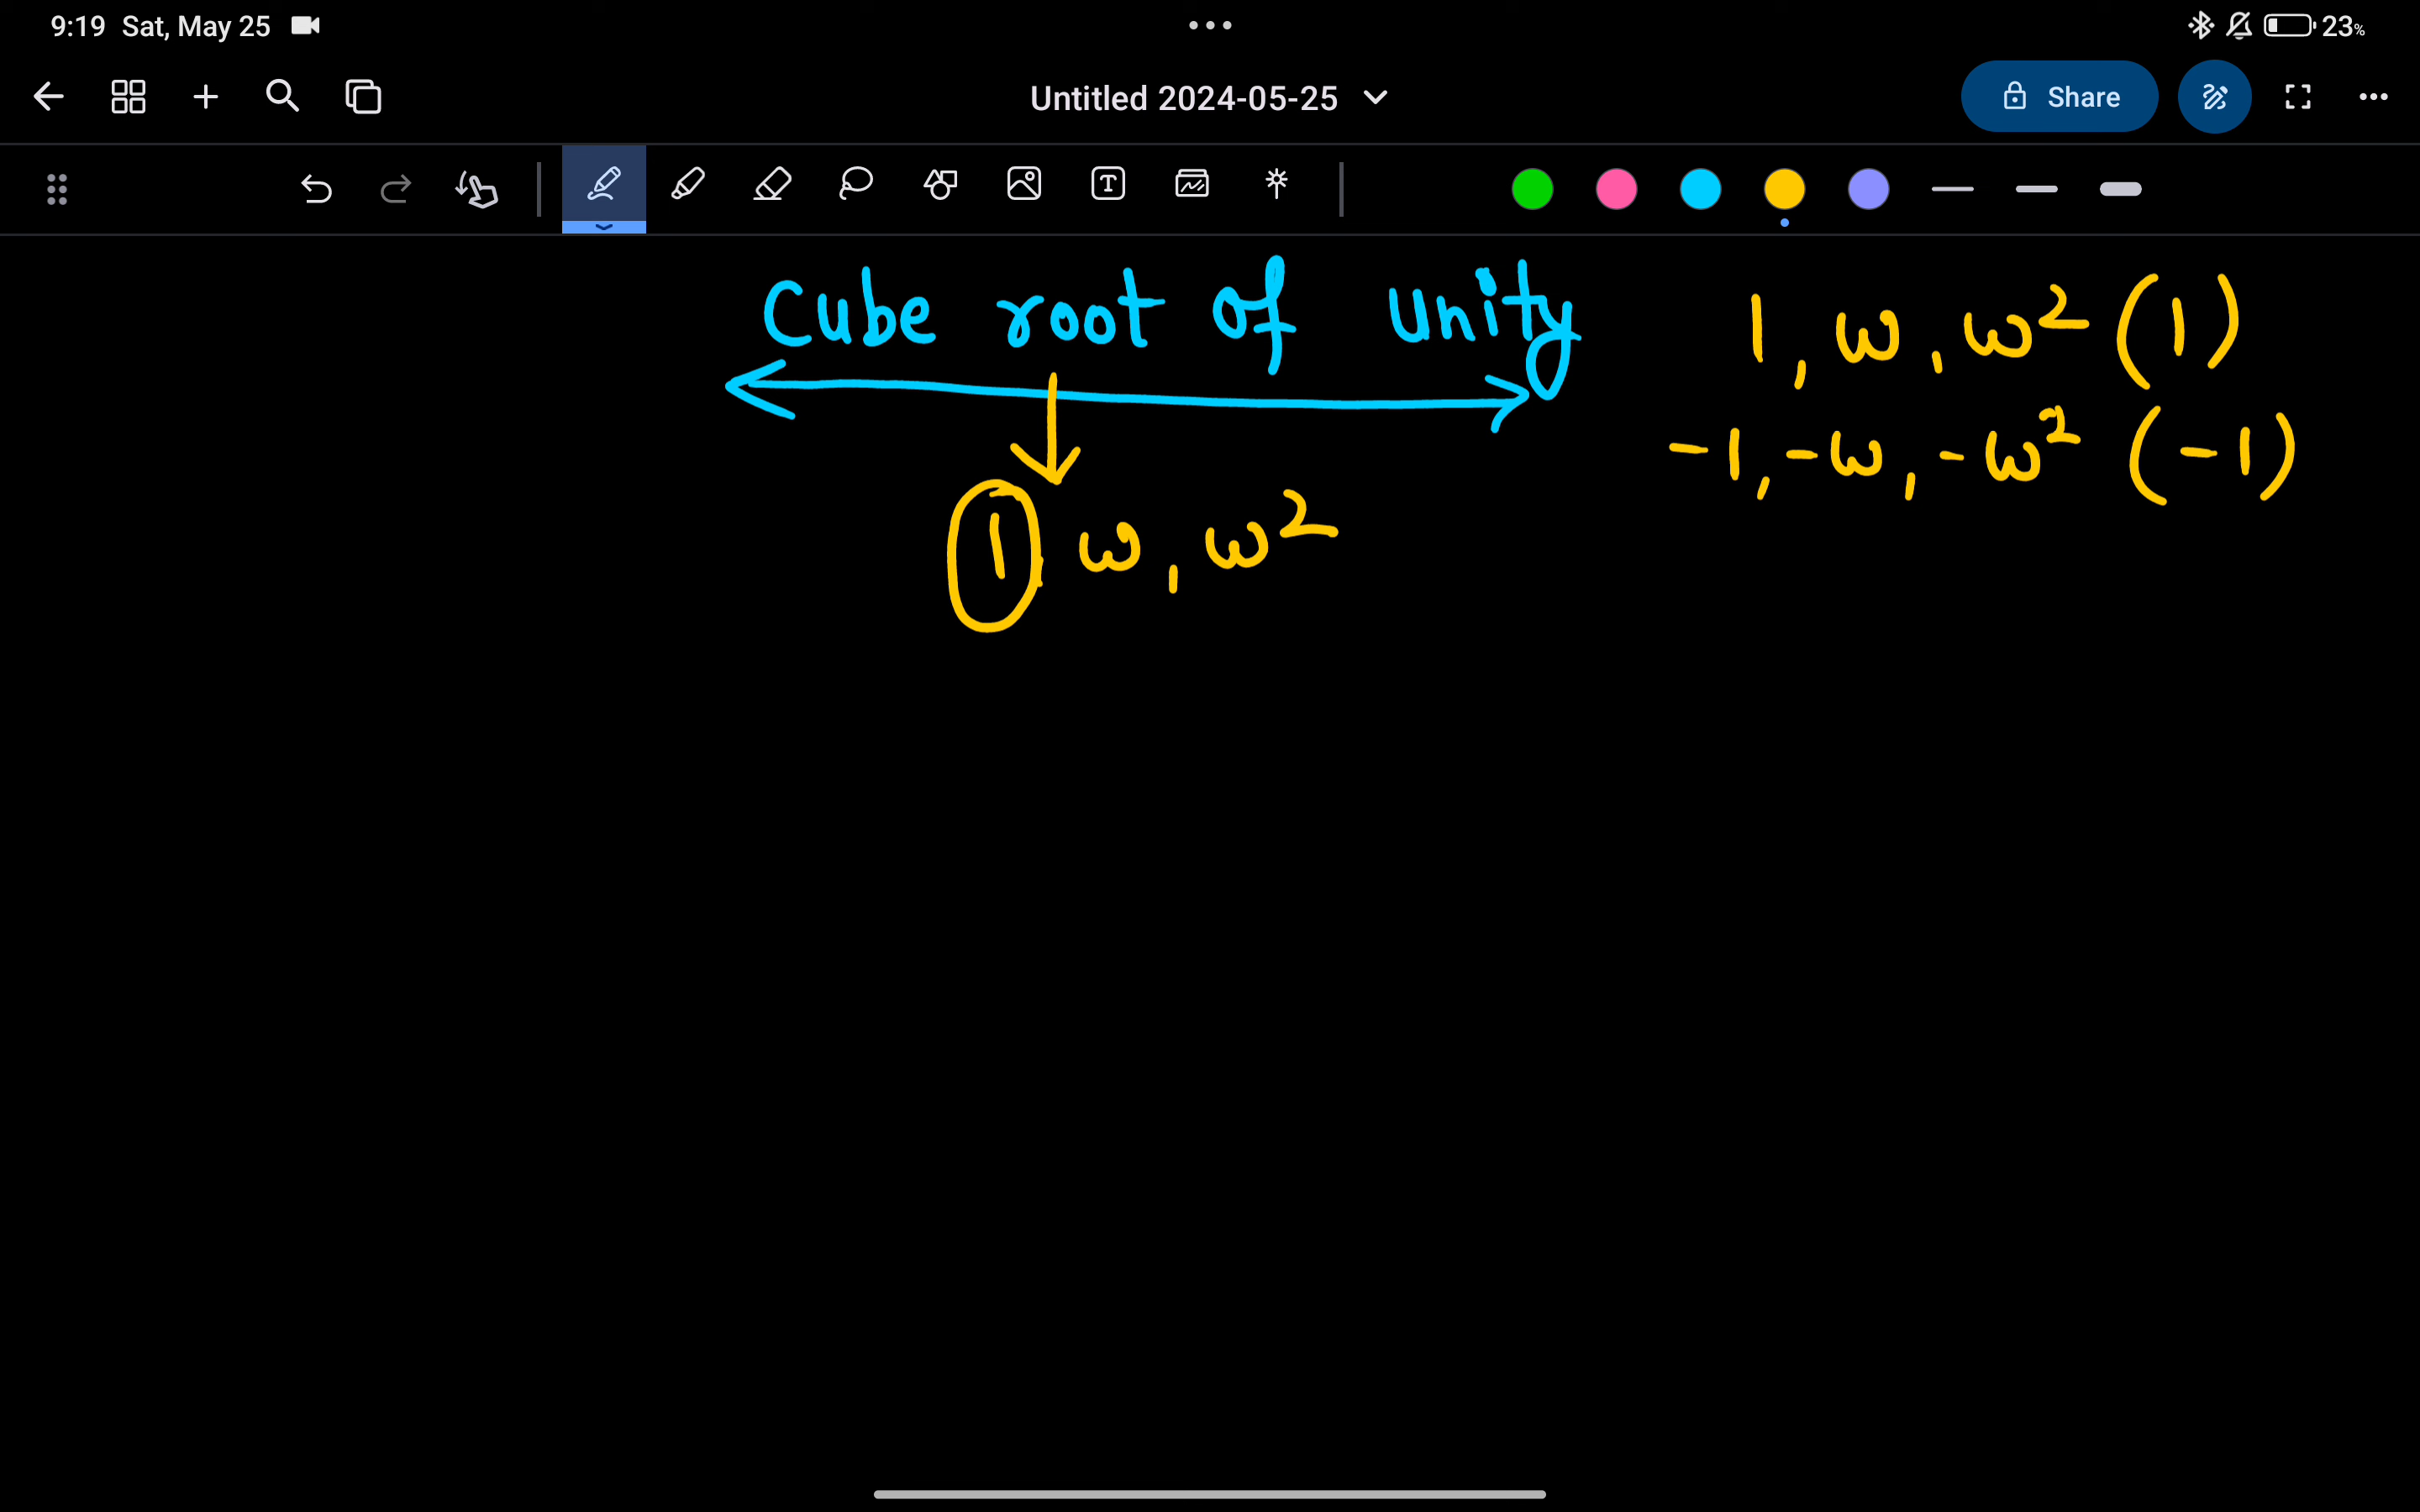 9:19 Sat, May 25 23%
Untitled 2024-05-25 Share
T
Cube root of Unity
1, ω, ω² (1)
-1, -ω, -ω² (-1)
1, ω, ω²